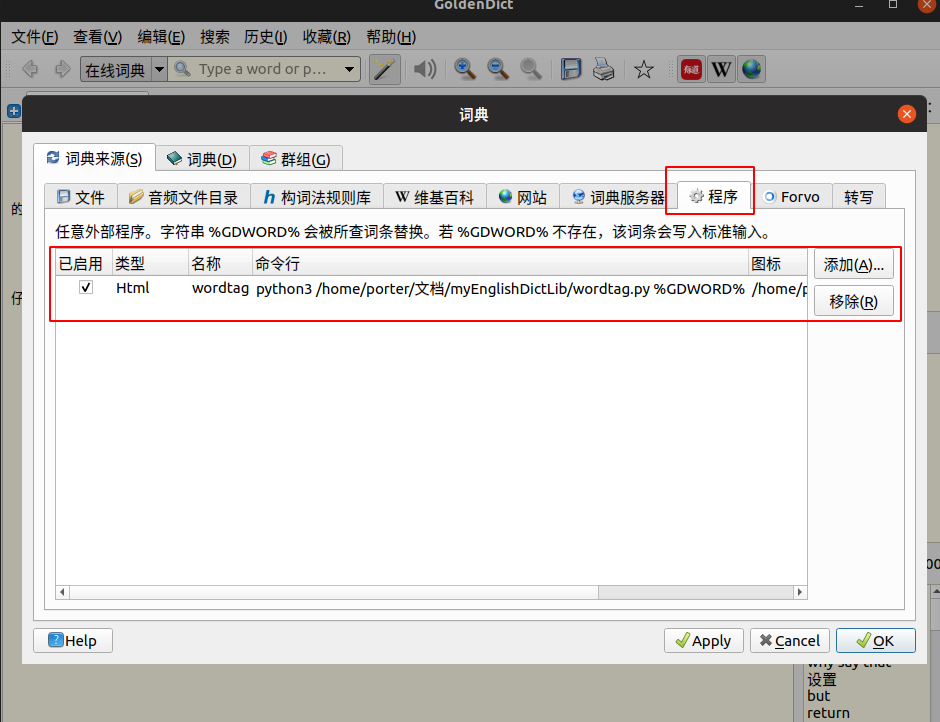 GoldenDict
文件(F) 查看(V) 编辑(E) 搜索 历史(I) 收藏(R) 帮助(H)
在线词典 Type a word or p... 标道 W
词典
词典来源(S) 词典(D) 群组(G)
的
文件 音频文件目录 构词法规则库 维基百科 网站 词典服务器 程序 Forvo 转写
任意外部程序。字符串 %GDWORD% 会被所查词条替换。若 %GDWORD% 不存在，该词条会写入标准输入。
已启用 类型 名称 命令行 图标 添加(A)...
仔
Html wordtag python3 /home/porter/文档/myEnglishDictLib/wordtag.py %GDWORD% /home/p
移除(R)
00
Help Apply Cancel OK
why say that
设置
but
return